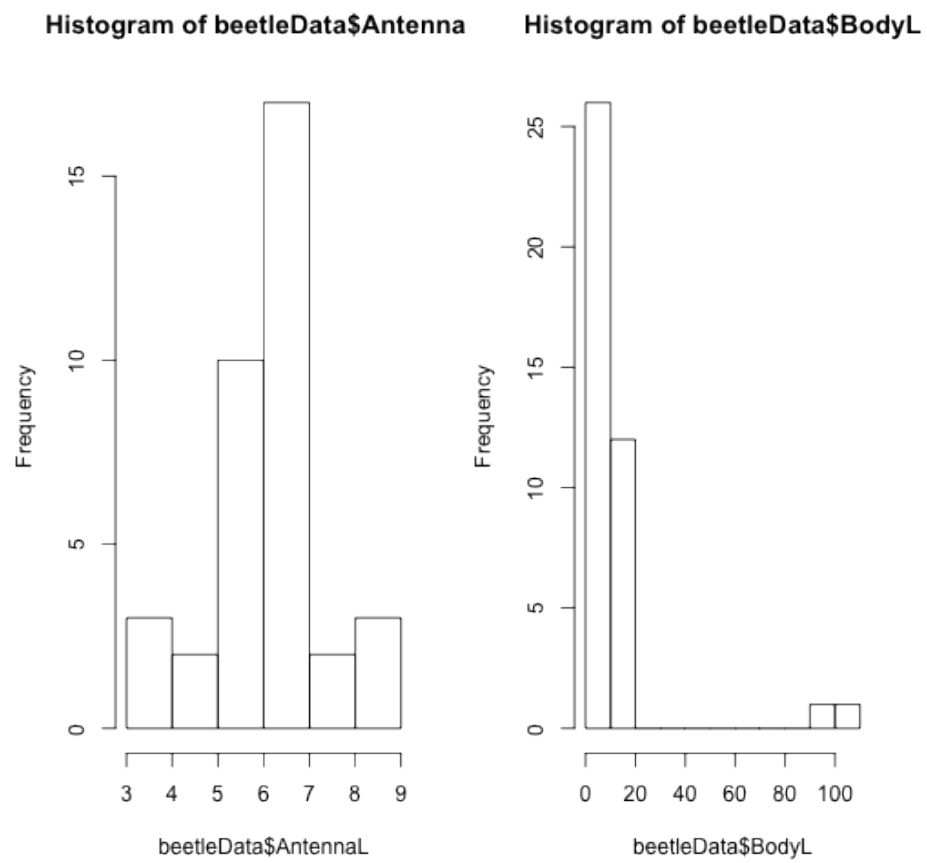 Histogram of beetleData$Antenna
Frequency
15
10
5
0
3 4 5 6 7 8 9
beetleData$AntennaL
Histogram of beetleData$BodyL
Frequency
25
20
15
10
5
0
0 20 40 60 80 100
beetleData$BodyL